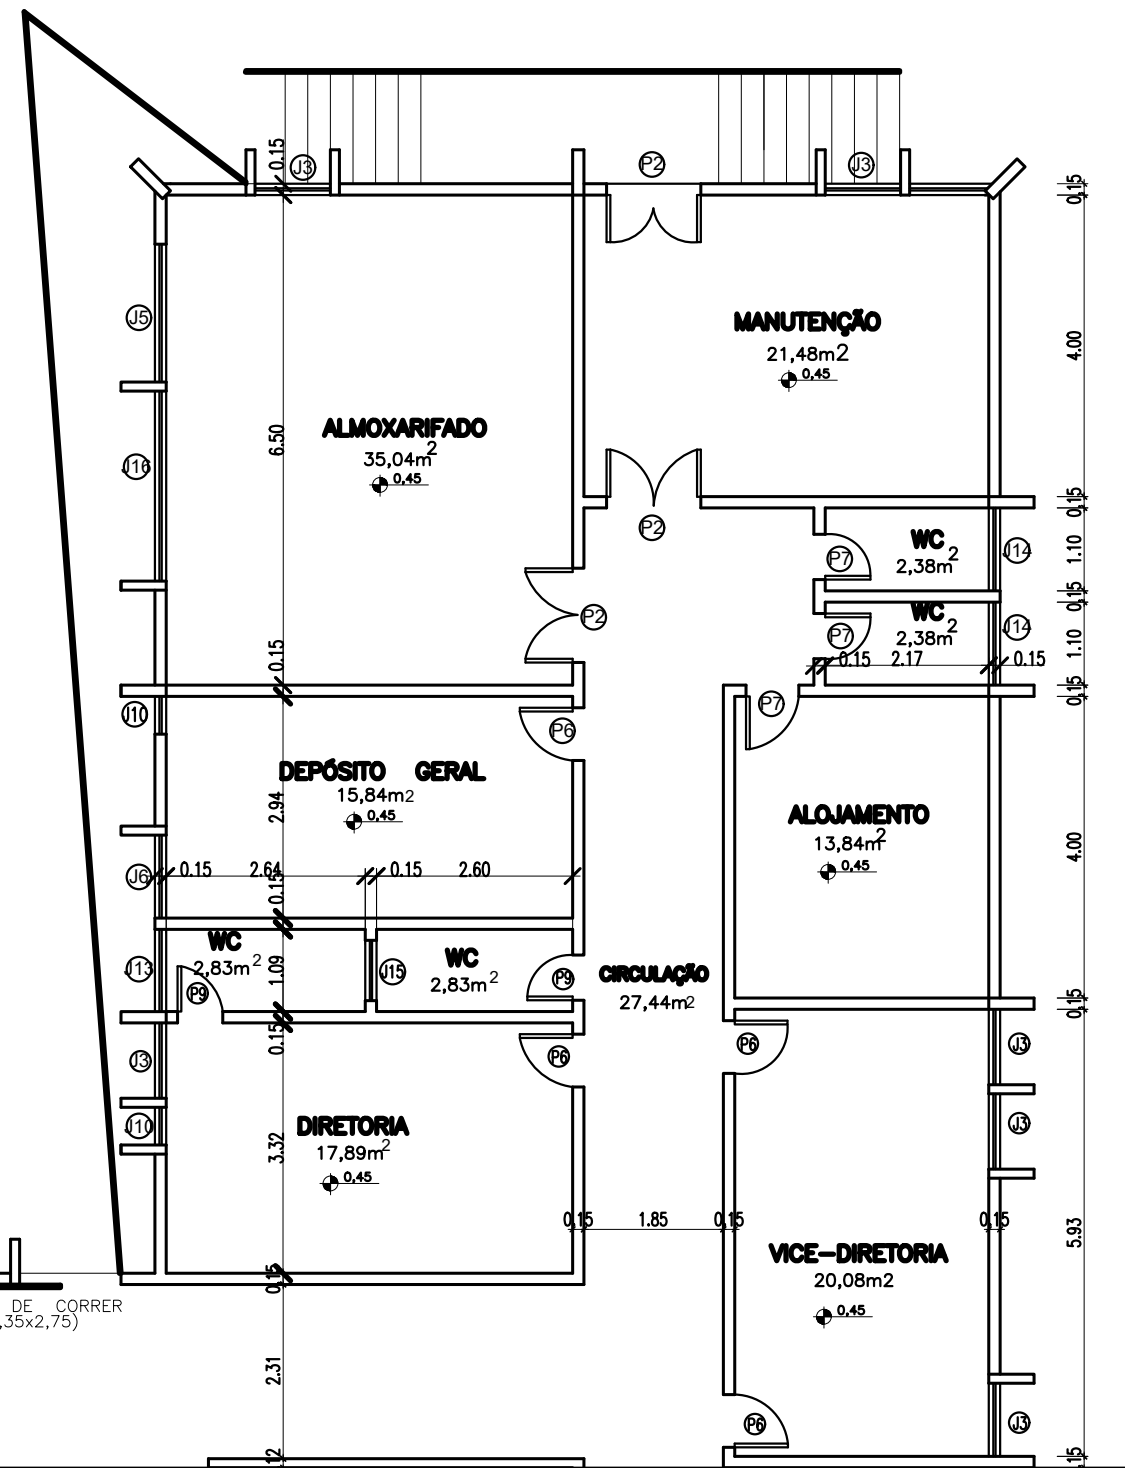 0.15
J3
P2
J3
0.15
J5
MANUTENÇÃO
21,48m2
0,45
4.00
ALMOXARIFADO
35,04m2
0,45
6.50
J16
0.15
P2
WC
2,38m2
P7
J14
1.10
0.15
P2
WC
2,38m2
P7
J14
1.10
0.15
0.15 2.17 0.15
0.15
J10
P6
P7
DEPÓSITO GERAL
15,84m2
0,45
2.94
ALOJAMENTO
13,84m2
0,45
4.00
J6
0.15 2.64 0.15 2.60
0.15
WC
2,83m2
J13
P9
1.09
J15
WC
2,83m2
P9
CIRCULAÇÃO
27,44m2
0.15
0.15
J3
P6
P6
J3
J10
DIRETORIA
17,89m2
0,45
3.32
J3
0.15 1.85 0.15 0.15
5.93
VICE-DIRETORIA
20,08m2
0,45
0.15
DE CORRER
,35x2,75)
2.31
P6
J3
12
15